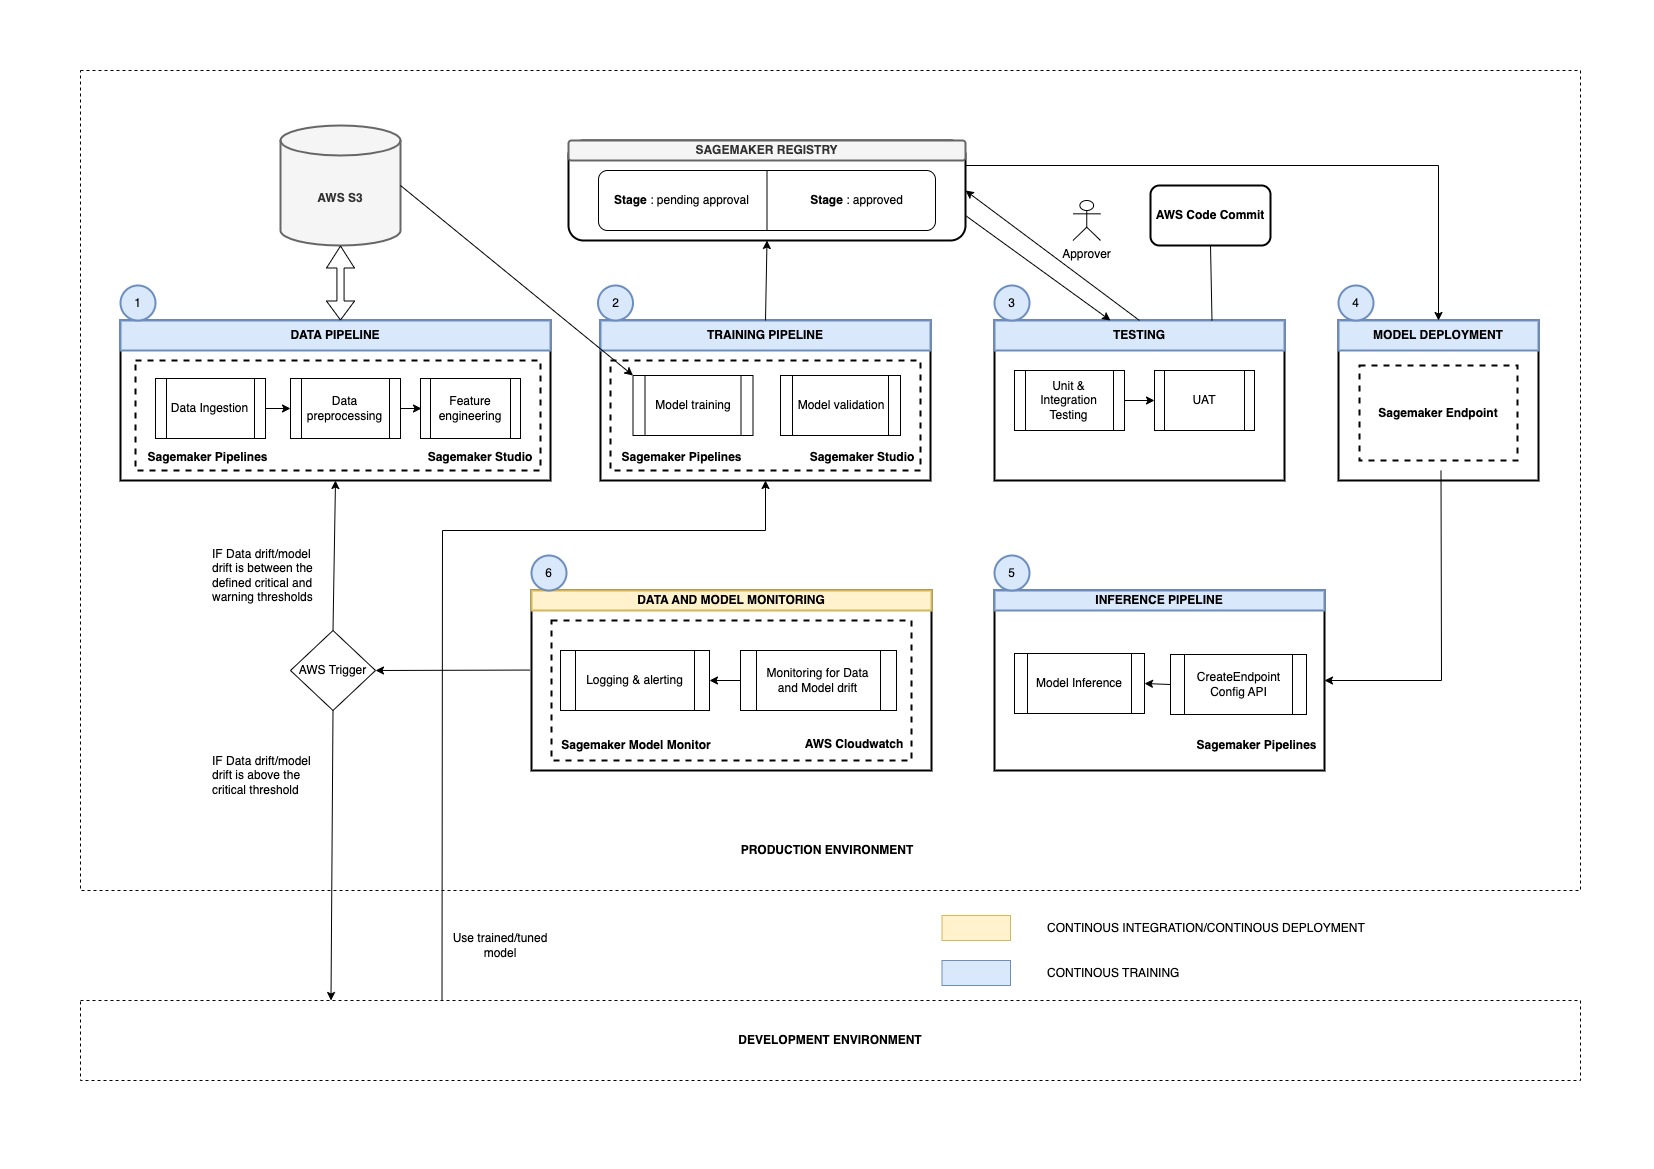 SAGEMAKER REGISTRY
AWS S3
Stage : pending approval
Stage : approved
Approver
AWS Code Commit
1
DATA PIPELINE
Data Ingestion
Data
preprocessing
Feature
engineering
Sagemaker Pipelines
Sagemaker Studio
2
TRAINING PIPELINE
Model training
Model validation
Sagemaker Pipelines
Sagemaker Studio
3
TESTING
Unit &
Integration
Testing
UAT
4
MODEL DEPLOYMENT
Sagemaker Endpoint
IF Data drift/model
drift is between the
defined critical and
warning thresholds
AWS Trigger
IF Data drift/model
drift is above the
critical threshold
6
DATA AND MODEL MONITORING
Logging & alerting
Monitoring for Data
and Model drift
Sagemaker Model Monitor
AWS Cloudwatch
5
INFERENCE PIPELINE
Model Inference
CreateEndpoint
Config API
Sagemaker Pipelines
PRODUCTION ENVIRONMENT
Use trained/tuned
model
CONTINOUS INTEGRATION/CONTINOUS DEPLOYMENT
CONTINOUS TRAINING
DEVELOPMENT ENVIRONMENT